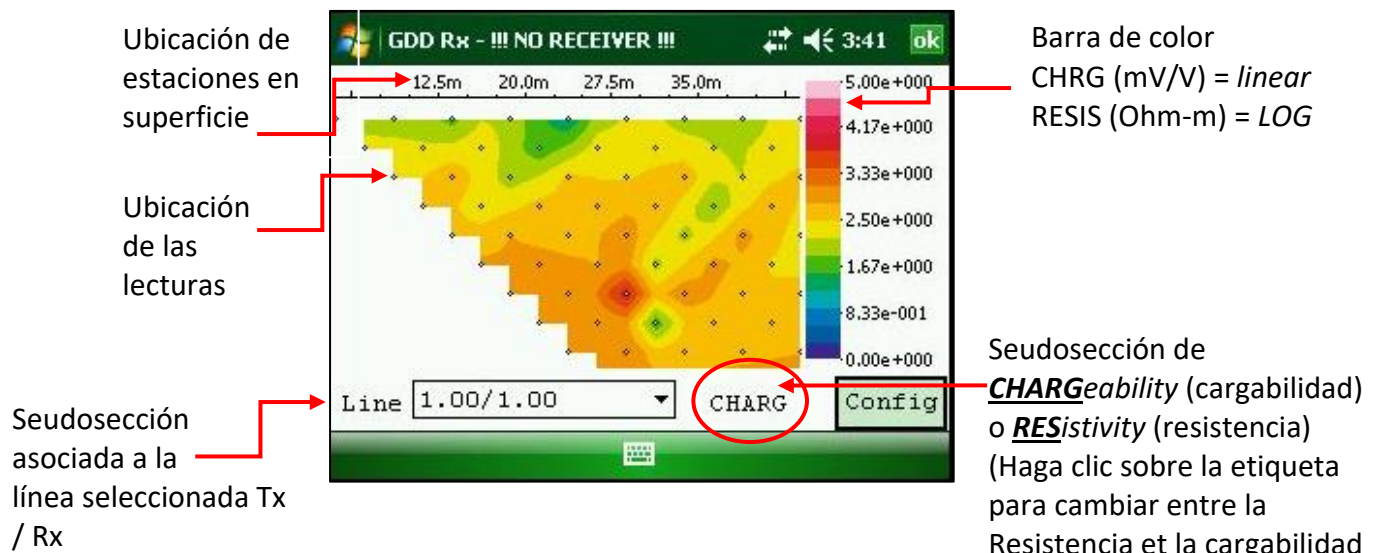 Ubicación de
estaciones en
superficie
Ubicación
de las
lecturas
Seudosección
asociada a la
línea seleccionada Tx
/ Rx
GDD Rx - !!! NO RECEIVER !!! 3:41 ok
12.5m 20.0m 27.5m 35.0m
5.00e+000
4.17e+000
3.33e+000
2.50e+000
1.67e+000
8.33e-001
0.00e+000
Line 1.00/1.00 CHARG Config
Barra de color
CHRG (mV/V) = linear
RESIS (Ohm-m) = LOG
Seudosección de
CHARGeability (cargabilidad)
o RESistivity (resistencia)
(Haga clic sobre la etiqueta
para cambiar entre la
Resistencia et la cargabilidad